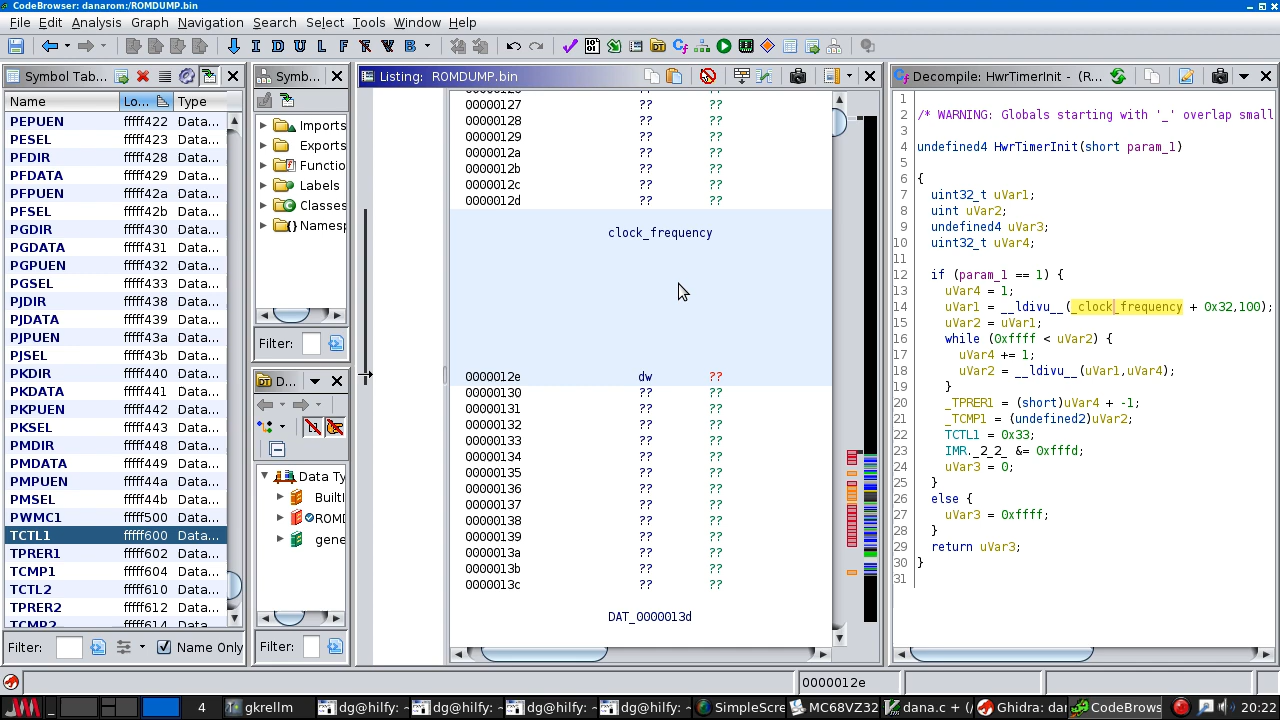 CodeBrowser: danarom:/ROMDUMP.bin
File Edit Analysis Graph Navigation Search Select Tools Window Help
I D U L F R V B
Symbol Tab...
Name Lo... Type
PEPUEN fffff422 Data...
PESEL fffff423 Data...
PFDIR fffff428 Data...
PFDATA fffff429 Data...
PFPUEN fffff42a Data...
PFSEL fffff42b Data...
PGDIR fffff430 Data...
PGDATA fffff431 Data...
PGPUEN fffff432 Data...
PGSEL fffff433 Data...
PJDIR fffff438 Data...
PJDATA fffff439 Data...
PJPUEN fffff43a Data...
PJSEL fffff43b Data...
PKDIR fffff440 Data...
PKDATA fffff441 Data...
PKPUEN fffff442 Data...
PKSEL fffff443 Data...
PMDIR fffff448 Data...
PMDATA fffff449 Data...
PMPUEN fffff44a Data...
PMSEL fffff44b Data...
PWMC1 fffff500 Data...
TCTL1 fffff600 Data...
TPRER1 fffff602 Data...
TCMP1 fffff604 Data...
TCTL2 fffff610 Data...
TPRER2 fffff612 Data...
TCMP2 fffff614 Data...
Filter: Name Only
Symb...
Imports
Exports
Functio
Labels
Classes
Namesp
Filter:
D...
Data Ty
BuiltI
ROMD
gene
Filter:
Listing: ROMDUMP.bin
00000127 ?? ??
00000128 ?? ??
00000129 ?? ??
0000012a ?? ??
0000012b ?? ??
0000012c ?? ??
0000012d ?? ??
clock_frequency
0000012e dw ??
00000130 ?? ??
00000131 ?? ??
00000132 ?? ??
00000133 ?? ??
00000134 ?? ??
00000135 ?? ??
00000136 ?? ??
00000137 ?? ??
00000138 ?? ??
00000139 ?? ??
0000013a ?? ??
0000013b ?? ??
0000013c ?? ??
DAT_0000013d
Decompile: HwrTimerInit - (R...
1
2 /* WARNING: Globals starting with '_' overlap small
3
4 undefined4 HwrTimerInit(short param_1)
5
6 {
7 uint32_t uVar1;
8 uint uVar2;
9 undefined4 uVar3;
10 uint32_t uVar4;
11
12 if (param_1 == 1) {
13 uVar4 = 1;
14 uVar1 = __ldivu__(_clock_frequency + 0x32,100);
15 uVar2 = uVar1;
16 while (0xffff < uVar2) {
17 uVar4 += 1;
18 uVar2 = __ldivu__(uVar1,uVar4);
19 }
20 _TPRER1 = (short)uVar4 + -1;
21 _TCMP1 = (undefined2)uVar2;
22 TCTL1 = 0x33;
23 IMR._2_2_ &= 0xfffd;
24 uVar3 = 0;
25 }
26 else {
27 uVar3 = 0xffff;
28 }
29 return uVar3;
30 }
31
0000012e
4 gkrellm dg@hilfy: ~ dg@hilfy: ~ dg@hilfy: ~ dg@hilfy: ~ SimpleScre MC68VZ32 dana.c + (/ Ghidra: da CodeBrows 20:22